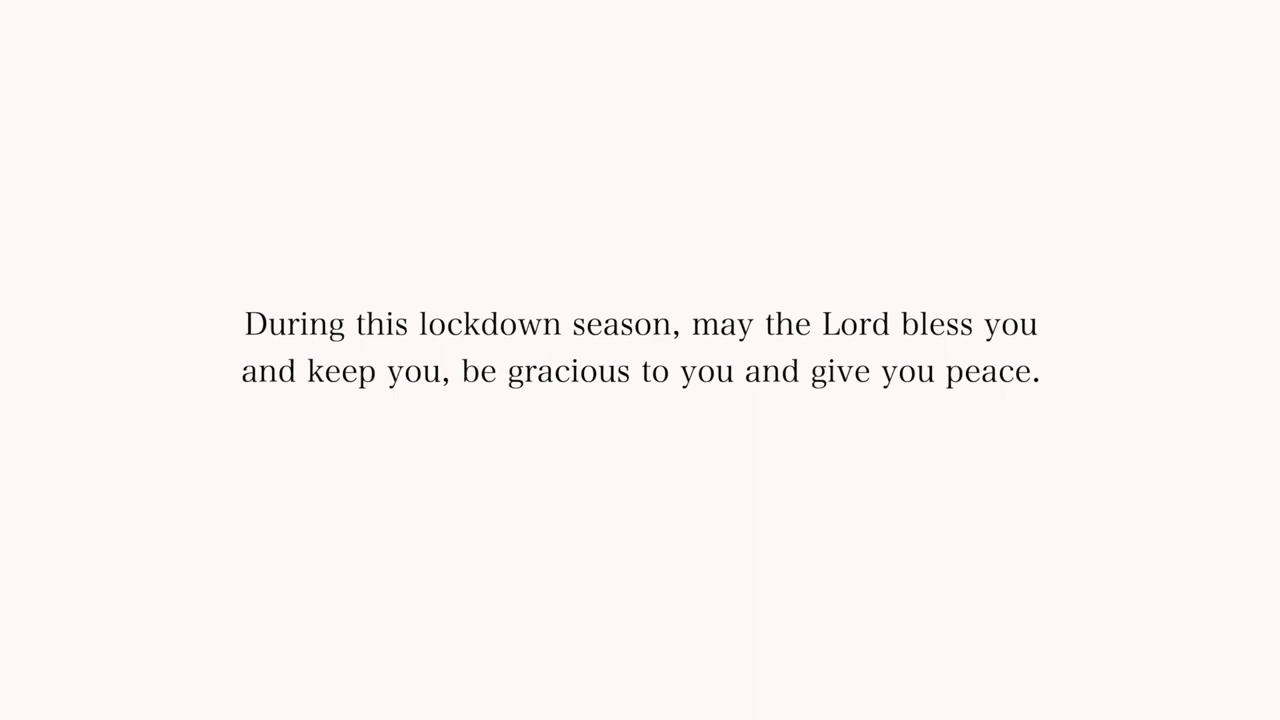 During this lockdown season, may the Lord bless you
and keep you, be gracious to you and give you peace.